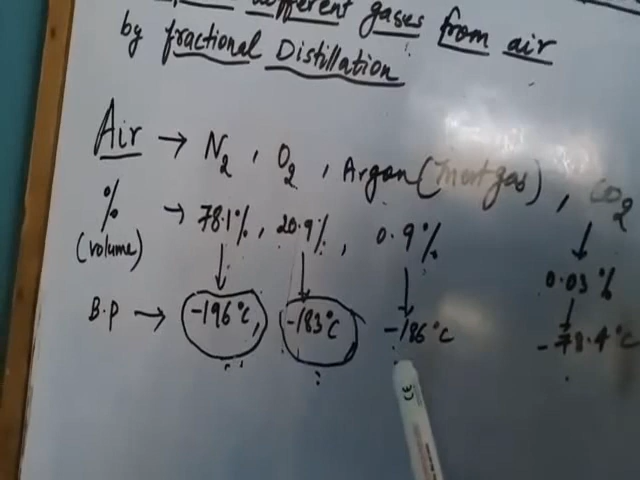 different gases from air
by fractional Distillation
Air → N₂ , O₂ , Argon (Inert gas) , CO₂
% (volume) → 78.1% , 20.9% , 0.9% 0.03%
B.P → -196°C, -183°C -186°C -78.4°C
CE